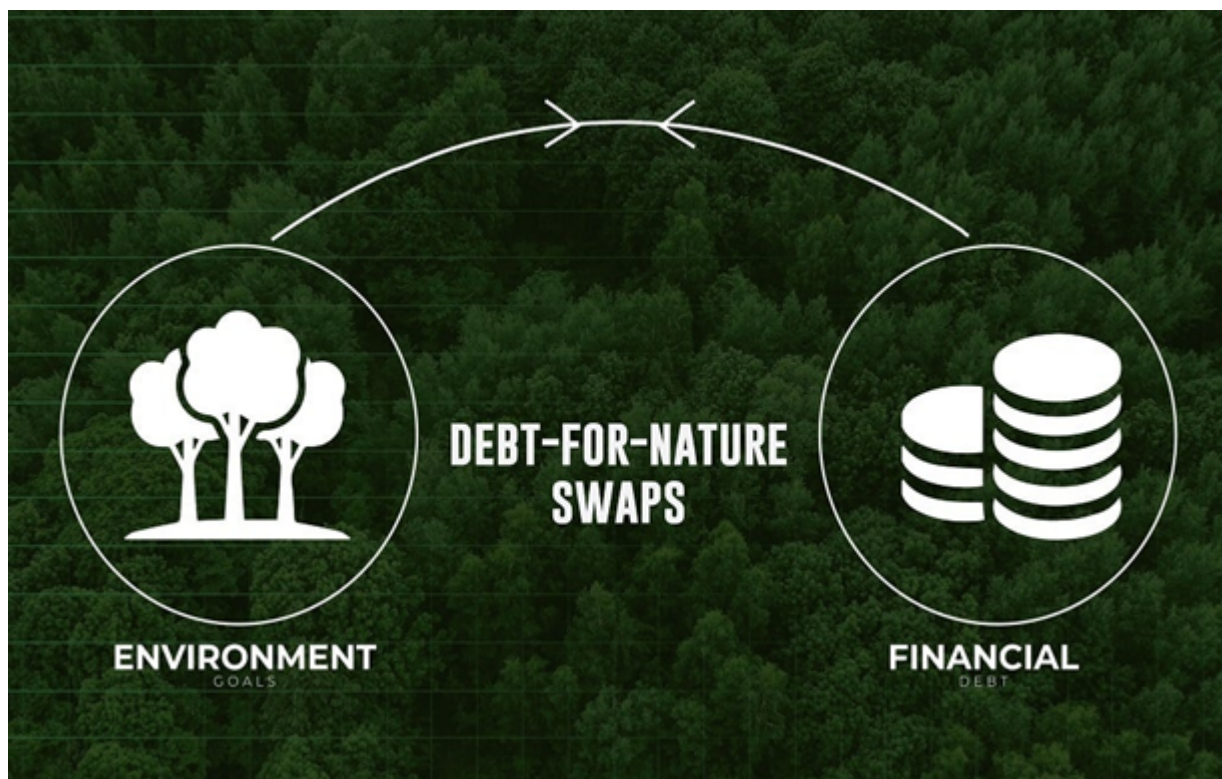 DEBT-FOR-NATURE
SWAPS
ENVIRONMENT
GOALS
FINANCIAL
DEBT